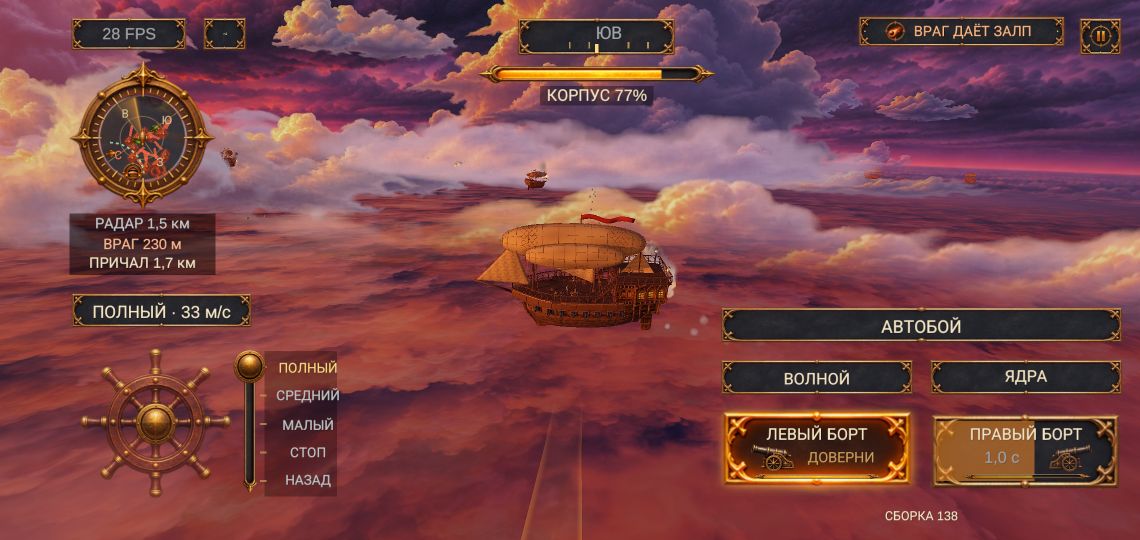 28 FPS
ЮВ
ВРАГ ДАЁТ ЗАЛП
КОРПУС 77%
В
Ю
С
З
РАДАР 1,5 км
ВРАГ 230 м
ПРИЧАЛ 1,7 км
ПОЛНЫЙ · 33 м/с
ПОЛНЫЙ
СРЕДНИЙ
МАЛЫЙ
СТОП
НАЗАД
АВТОБОЙ
ВОЛНОЙ
ЯДРА
ЛЕВЫЙ БОРТ
ДОВЕРНИ
ПРАВЫЙ БОРТ
1,0 с
СБОРКА 138